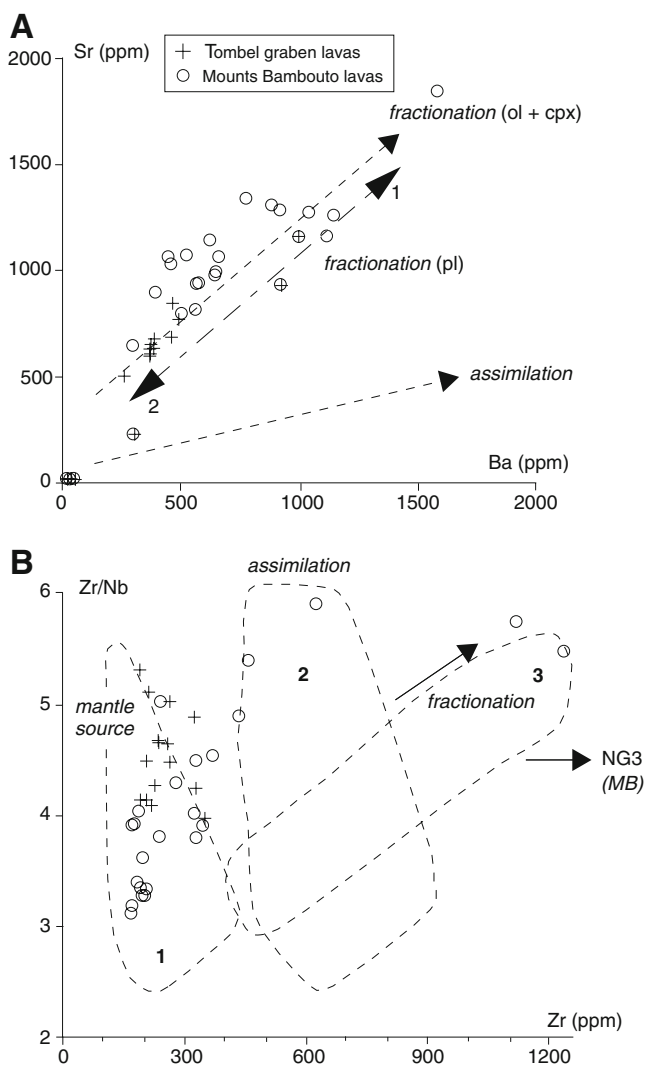 A
Sr (ppm)
Tombel graben lavas
Mounts Bambouto lavas
2000
fractionation (ol + cpx)
1500
1
fractionation (pl)
1000
500
assimilation
2
Ba (ppm)
0
0 500 1000 1500 2000
B
Zr/Nb
assimilation
6
2
3
fractionation
mantle
source
5
NG3
(MB)
4
3
1
Zr (ppm)
2
0 300 600 900 1200